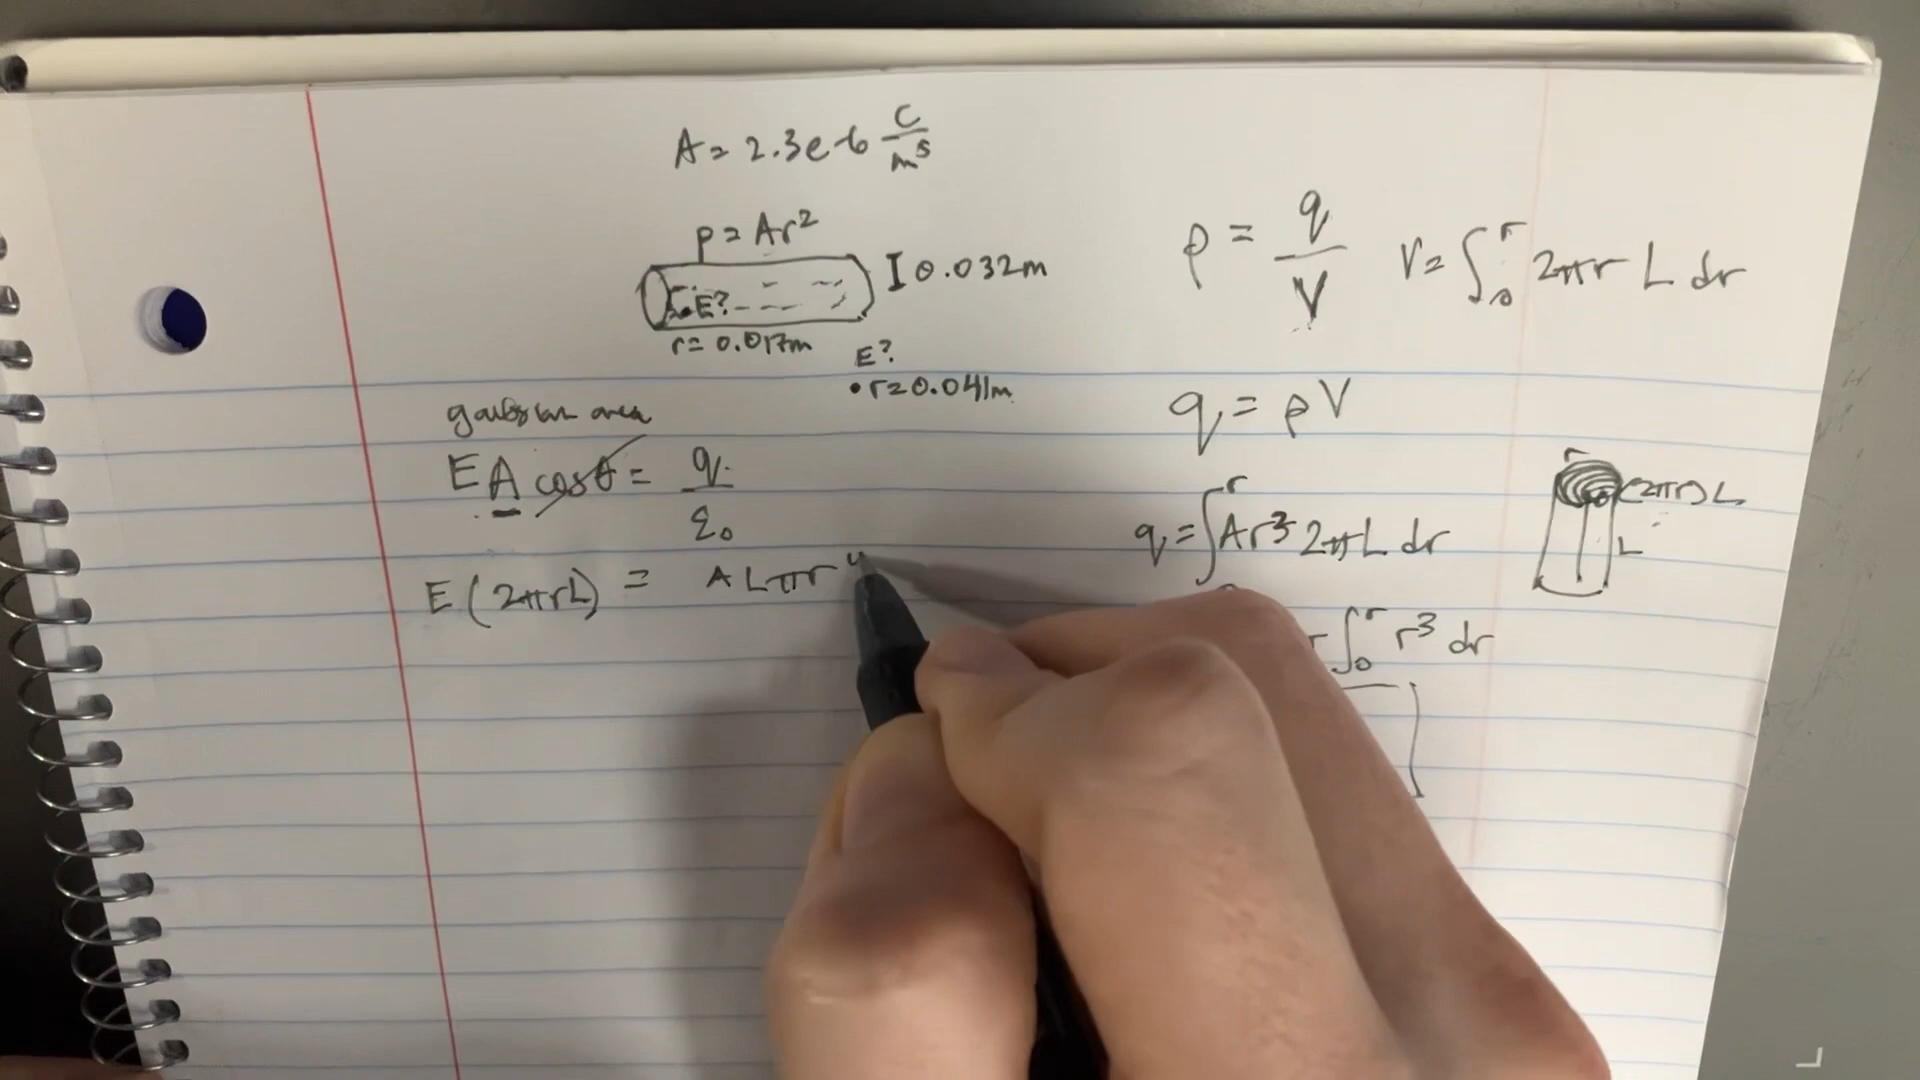 A = 2.3e-6 C/m⁵
ρ = Ar²
I 0.032m
E?
r = 0.017m
E?
• r = 0.041m
gaussian area
EA cosθ = q/ε₀
E(2πrL) = ALπr⁴
ρ = q/V V = ∫₀ʳ 2πr L dr
q = ρV
q = ∫ʳ Ar³ 2πL dr
∫₀ʳ r³ dr
r
(2πr)L
L